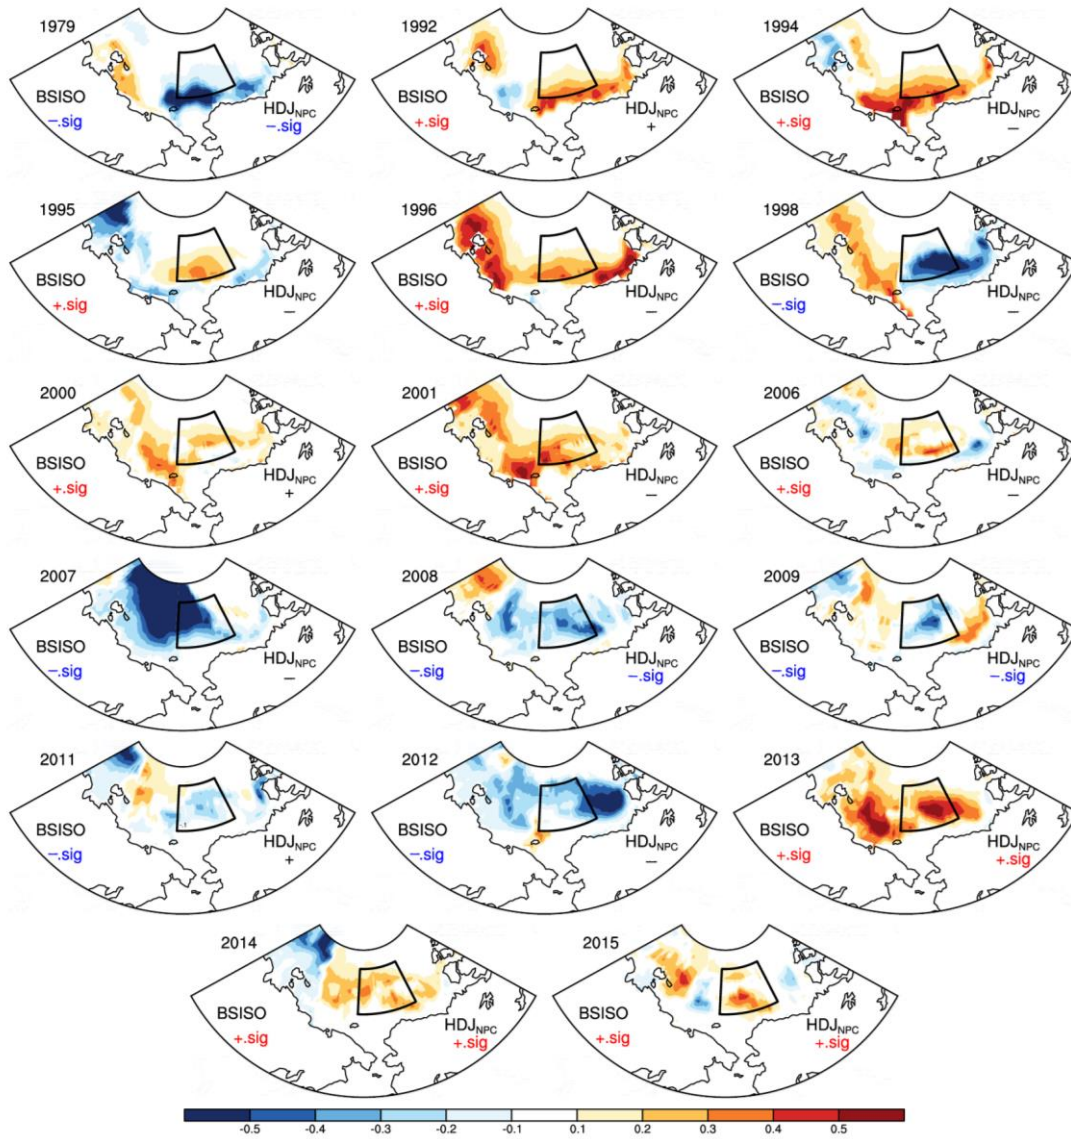 1979
BSISO
–.sig
HDJNPC
–.sig
1992
BSISO
+.sig
HDJNPC
+
1994
BSISO
+.sig
HDJNPC
–
1995
BSISO
+.sig
HDJNPC
–
1996
BSISO
+.sig
HDJNPC
–
1998
BSISO
–.sig
HDJNPC
–
2000
BSISO
+.sig
HDJNPC
+
2001
BSISO
+.sig
HDJNPC
–
2006
BSISO
+.sig
HDJNPC
–
2007
BSISO
–.sig
HDJNPC
–
2008
BSISO
–.sig
HDJNPC
–.sig
2009
BSISO
–.sig
HDJNPC
–.sig
2011
BSISO
–.sig
HDJNPC
+
2012
BSISO
–.sig
HDJNPC
–
2013
BSISO
+.sig
HDJNPC
+.sig
2014
BSISO
+.sig
HDJNPC
+.sig
2015
BSISO
+.sig
HDJNPC
+.sig
-0.5 -0.4 -0.3 -0.2 -0.1 0.1 0.2 0.3 0.4 0.5